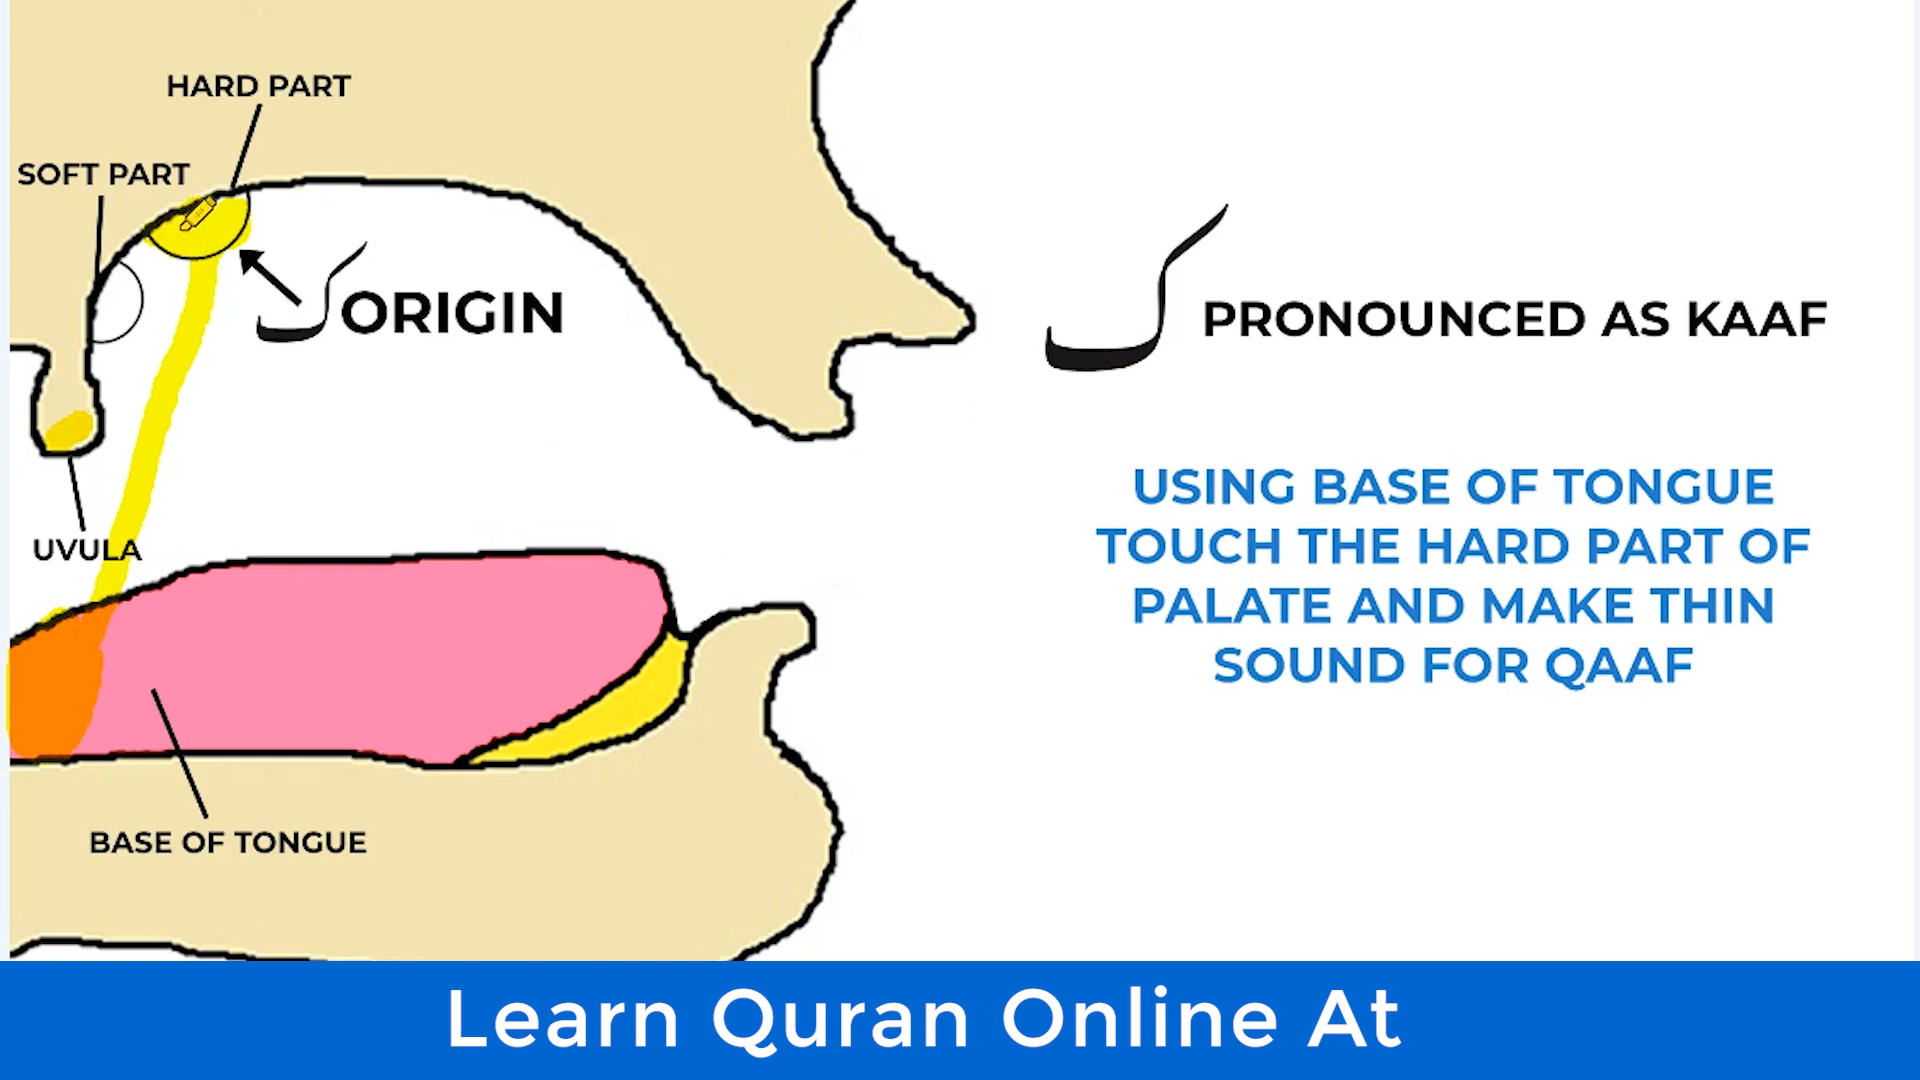 HARD PART
SOFT PART
ك ORIGIN
UVULA
BASE OF TONGUE
ك PRONOUNCED AS KAAF
USING BASE OF TONGUE
TOUCH THE HARD PART OF
PALATE AND MAKE THIN
SOUND FOR QAAF
Learn Quran Online At